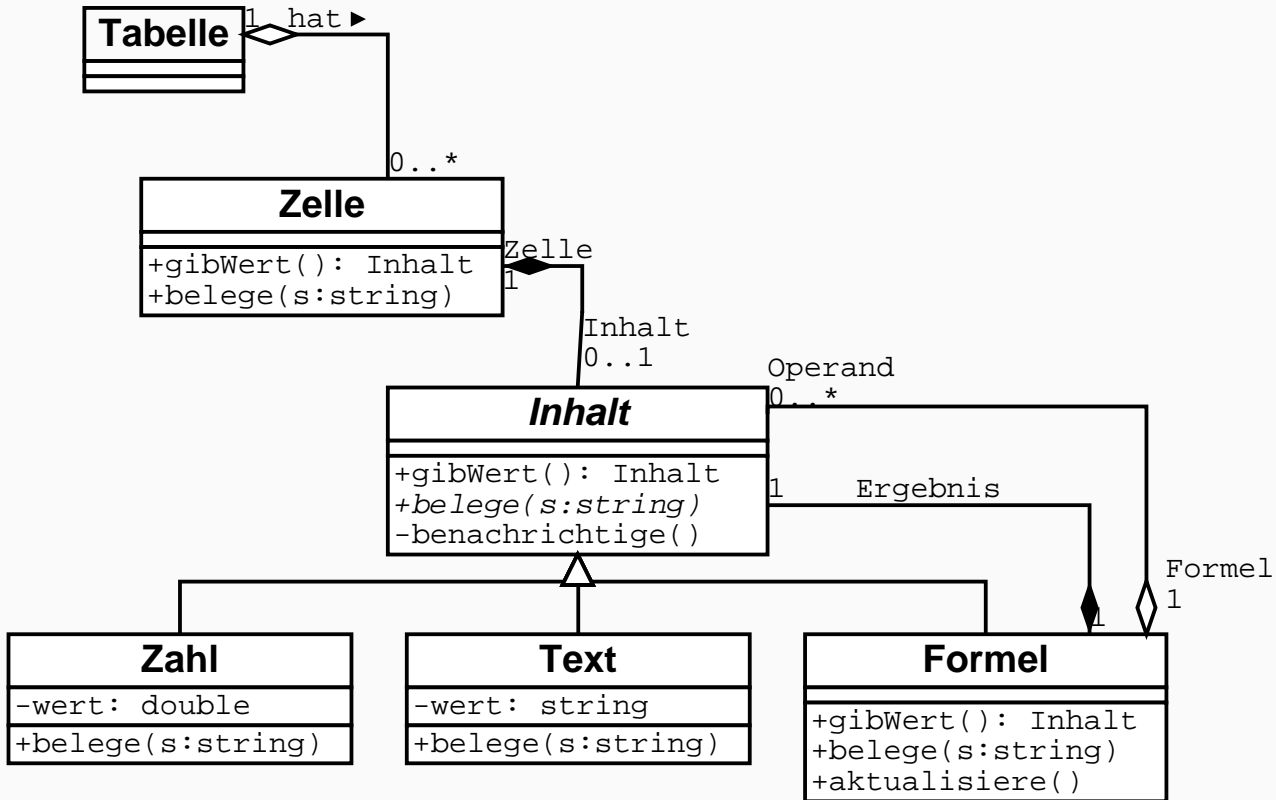 Tabelle
1 hat ►
0..*
Zelle
+gibWert(): Inhalt
+belege(s:string)
Zelle
1
Inhalt
0..1
Inhalt
+gibWert(): Inhalt
+belege(s:string)
-benachrichtige()
Operand
0..*
1 Ergebnis
Formel
1
1
Zahl
-wert: double
+belege(s:string)
Text
-wert: string
+belege(s:string)
Formel
+gibWert(): Inhalt
+belege(s:string)
+aktualisiere()